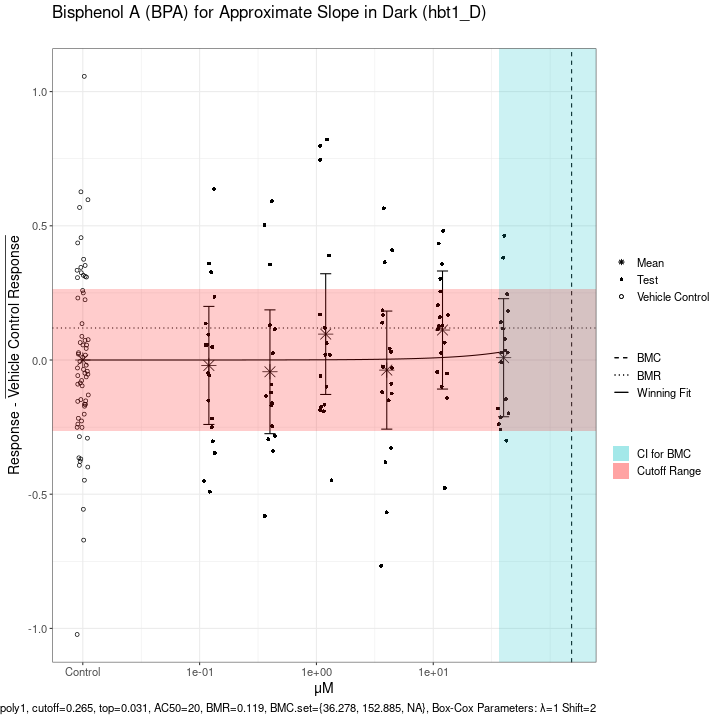 Bisphenol A (BPA) for Approximate Slope in Dark (hbt1_D)
Response - Vehicle Control Response
1.0
0.5
0.0
-0.5
-1.0
Control
1e-01
1e+00
1e+01
μM
Mean
Test
Vehicle Control
BMC
BMR
Winning Fit
CI for BMC
Cutoff Range
poly1, cutoff=0.265, top=0.031, AC50=20, BMR=0.119, BMC.set={36.278, 152.885, NA}, Box-Cox Parameters: λ=1 Shift=2